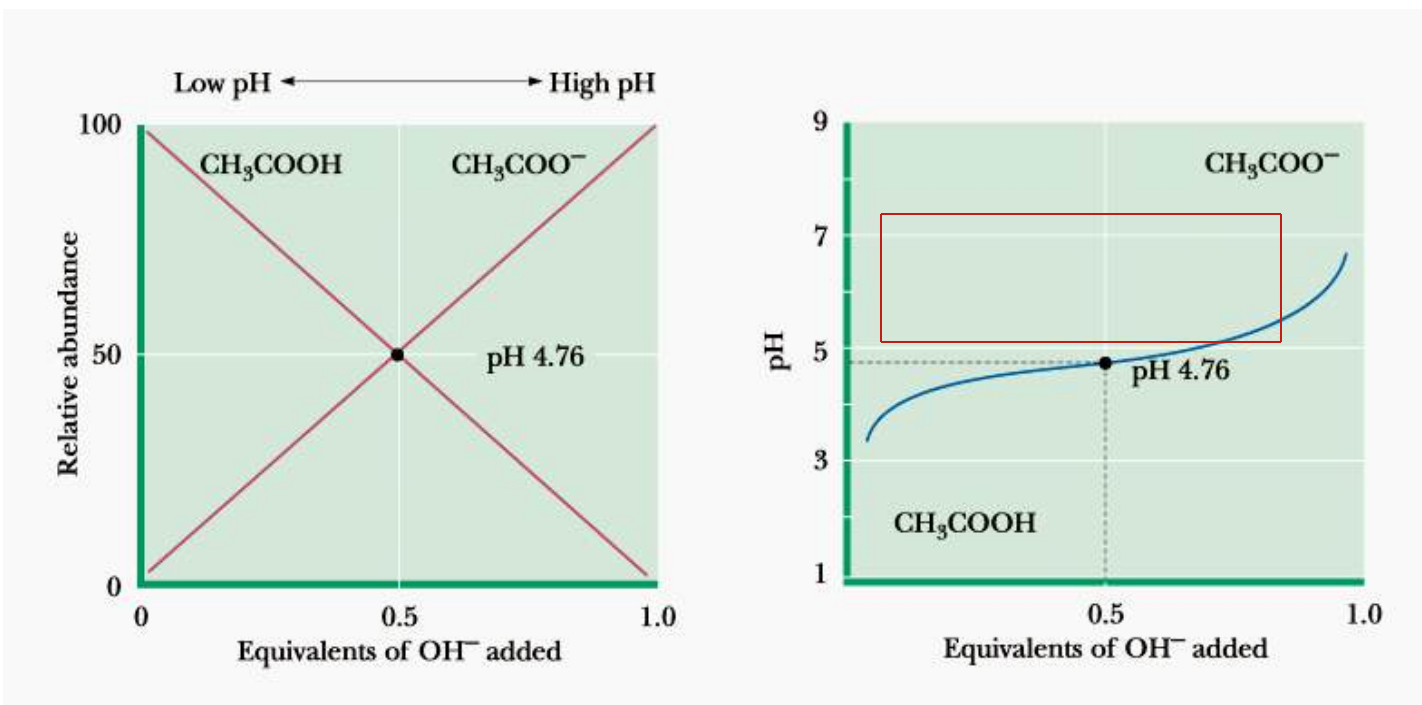 Low pH
High pH
100
CH₃COOH
CH₃COO⁻
50
pH 4.76
0
Relative abundance
0
0.5
1.0
Equivalents of OH⁻ added
9
CH₃COO⁻
7
5
pH 4.76
3
CH₃COOH
1
pH
0.5
1.0
Equivalents of OH⁻ added